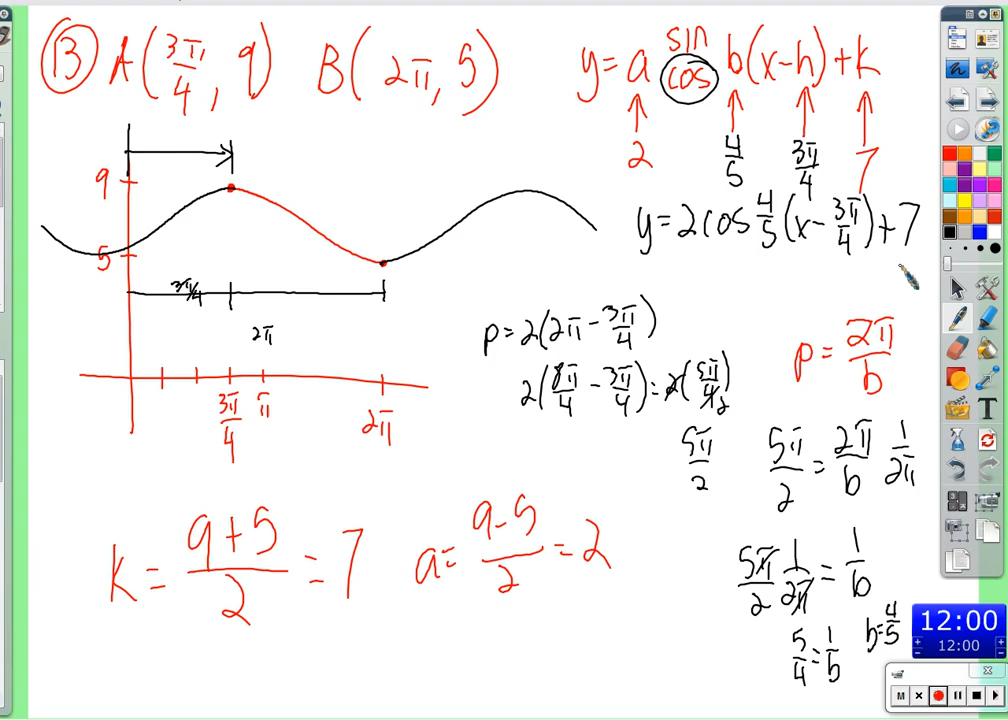 13 A(3π/4, 9) B(2π, 5)
y = a sin b(x-h)+k
cos
2 4/5 3π/4 7
y = 2cos 4/5 (x - 3π/4) + 7
9
5
3π/4
2π
3π/4 π 2π
p = 2(2π - 3π/4)
2(8π/4 - 3π/4) = 2(5π/4) 2
5π/2
p = 2π/b
5π/2 = 2π/b 1/2π
5π/2 1/2π = 1/b
5/4 = 1/b
b = 4/5
k = 9+5/2 = 7
a = 9-5/2 = 2
12:00
12:00
M
T